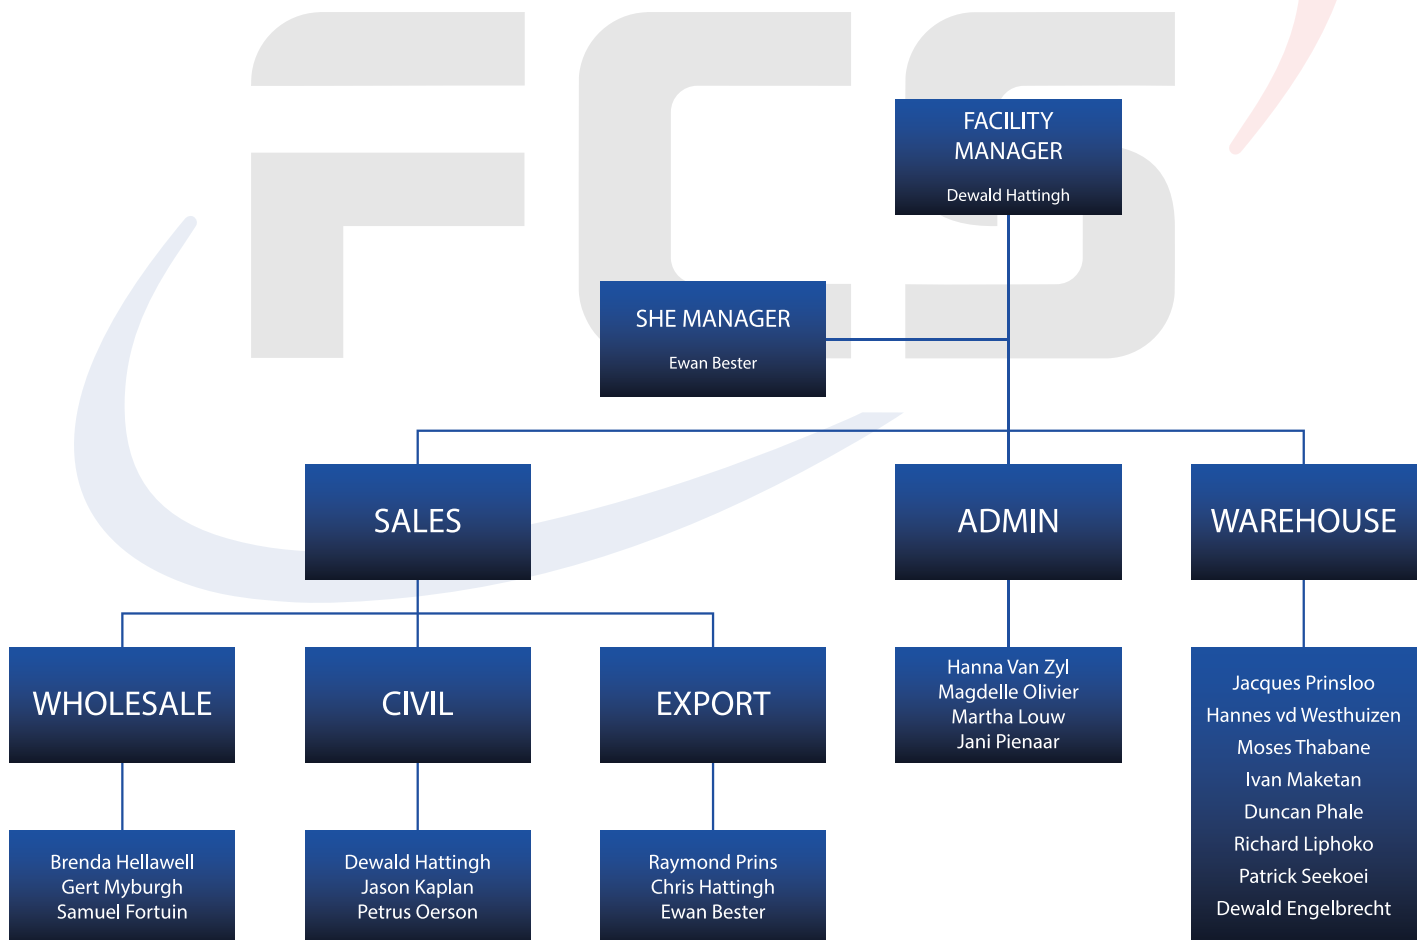 FCS
FACILITY
MANAGER
Dewald Hattingh
SHE MANAGER
Ewan Bester
SALES
ADMIN
WAREHOUSE
WHOLESALE
CIVIL
EXPORT
Hanna Van Zyl
Magdelle Olivier
Martha Louw
Jani Pienaar
Jacques Prinsloo
Hannes vd Westhuizen
Moses Thabane
Ivan Maketan
Duncan Phale
Richard Liphoko
Patrick Seekoei
Dewald Engelbrecht
Brenda Hellawell
Gert Myburgh
Samuel Fortuin
Dewald Hattingh
Jason Kaplan
Petrus Oerson
Raymond Prins
Chris Hattingh
Ewan Bester